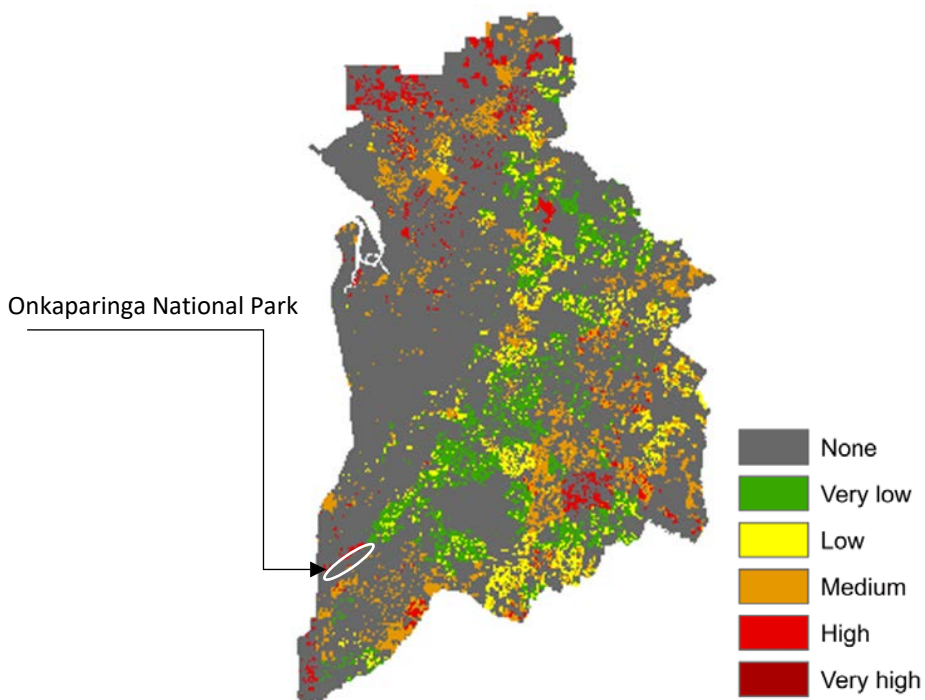 Onkaparinga National Park
None
Very low
Low
Medium
High
Very high